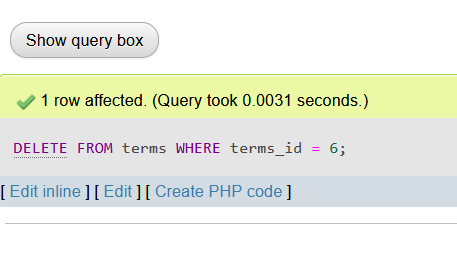 Show query box
1 row affected. (Query took 0.0031 seconds.)
DELETE FROM terms WHERE terms_id = 6;
[ Edit inline ] [ Edit ] [ Create PHP code ]